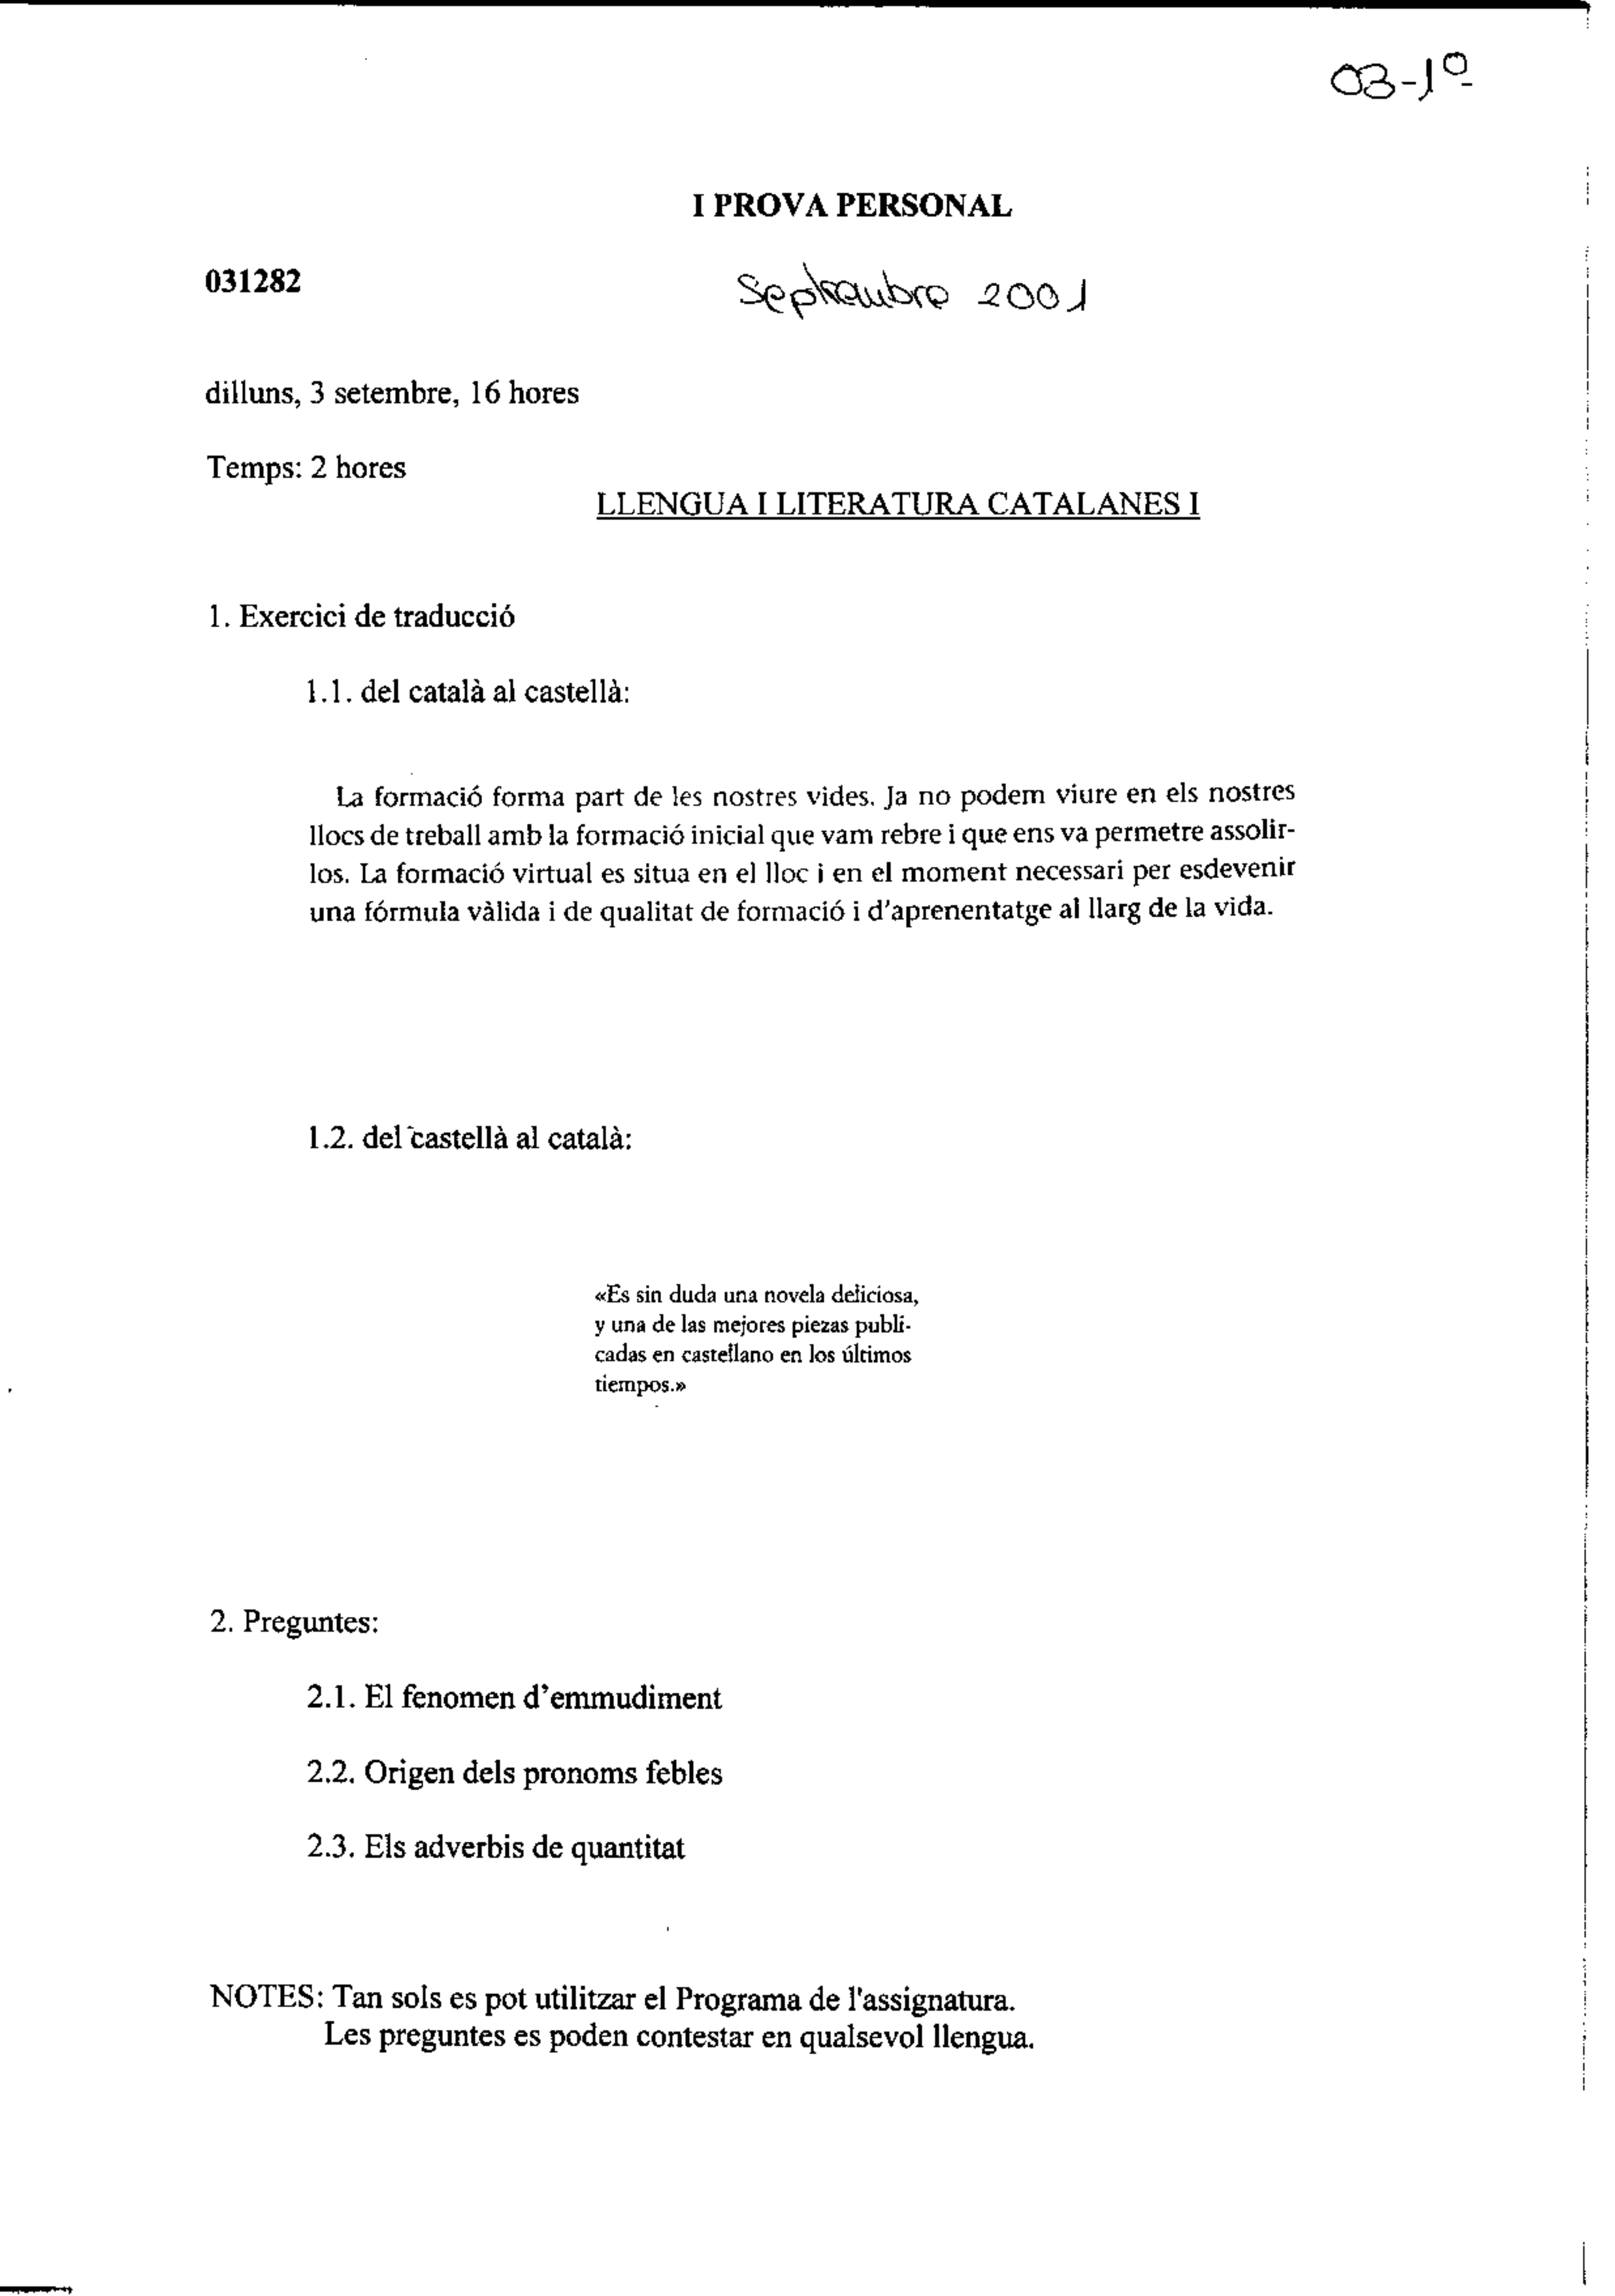 03-1º
I PROVA PERSONAL
031282
Septiembre 2001
dilluns, 3 setembre, 16 hores
Temps: 2 hores
LLENGUA I LITERATURA CATALANES I
1. Exercici de traducció
1.1. del català al castellà:
La formació forma part de les nostres vides. Ja no podem viure en els nostres
llocs de treball amb la formació inicial que vam rebre i que ens va permetre assolir-
los. La formació virtual es situa en el lloc i en el moment necessari per esdevenir
una fórmula vàlida i de qualitat de formació i d'aprenentatge al llarg de la vida.
1.2. del castellà al català:
«Es sin duda una novela deliciosa,
y una de las mejores piezas publi-
cadas en castellano en los últimos
tiempos.»
2. Preguntes:
2.1. El fenomen d'emmudiment
2.2. Origen dels pronoms febles
2.3. Els adverbis de quantitat
NOTES: Tan sols es pot utilitzar el Programa de l'assignatura.
Les preguntes es poden contestar en qualsevol llengua.